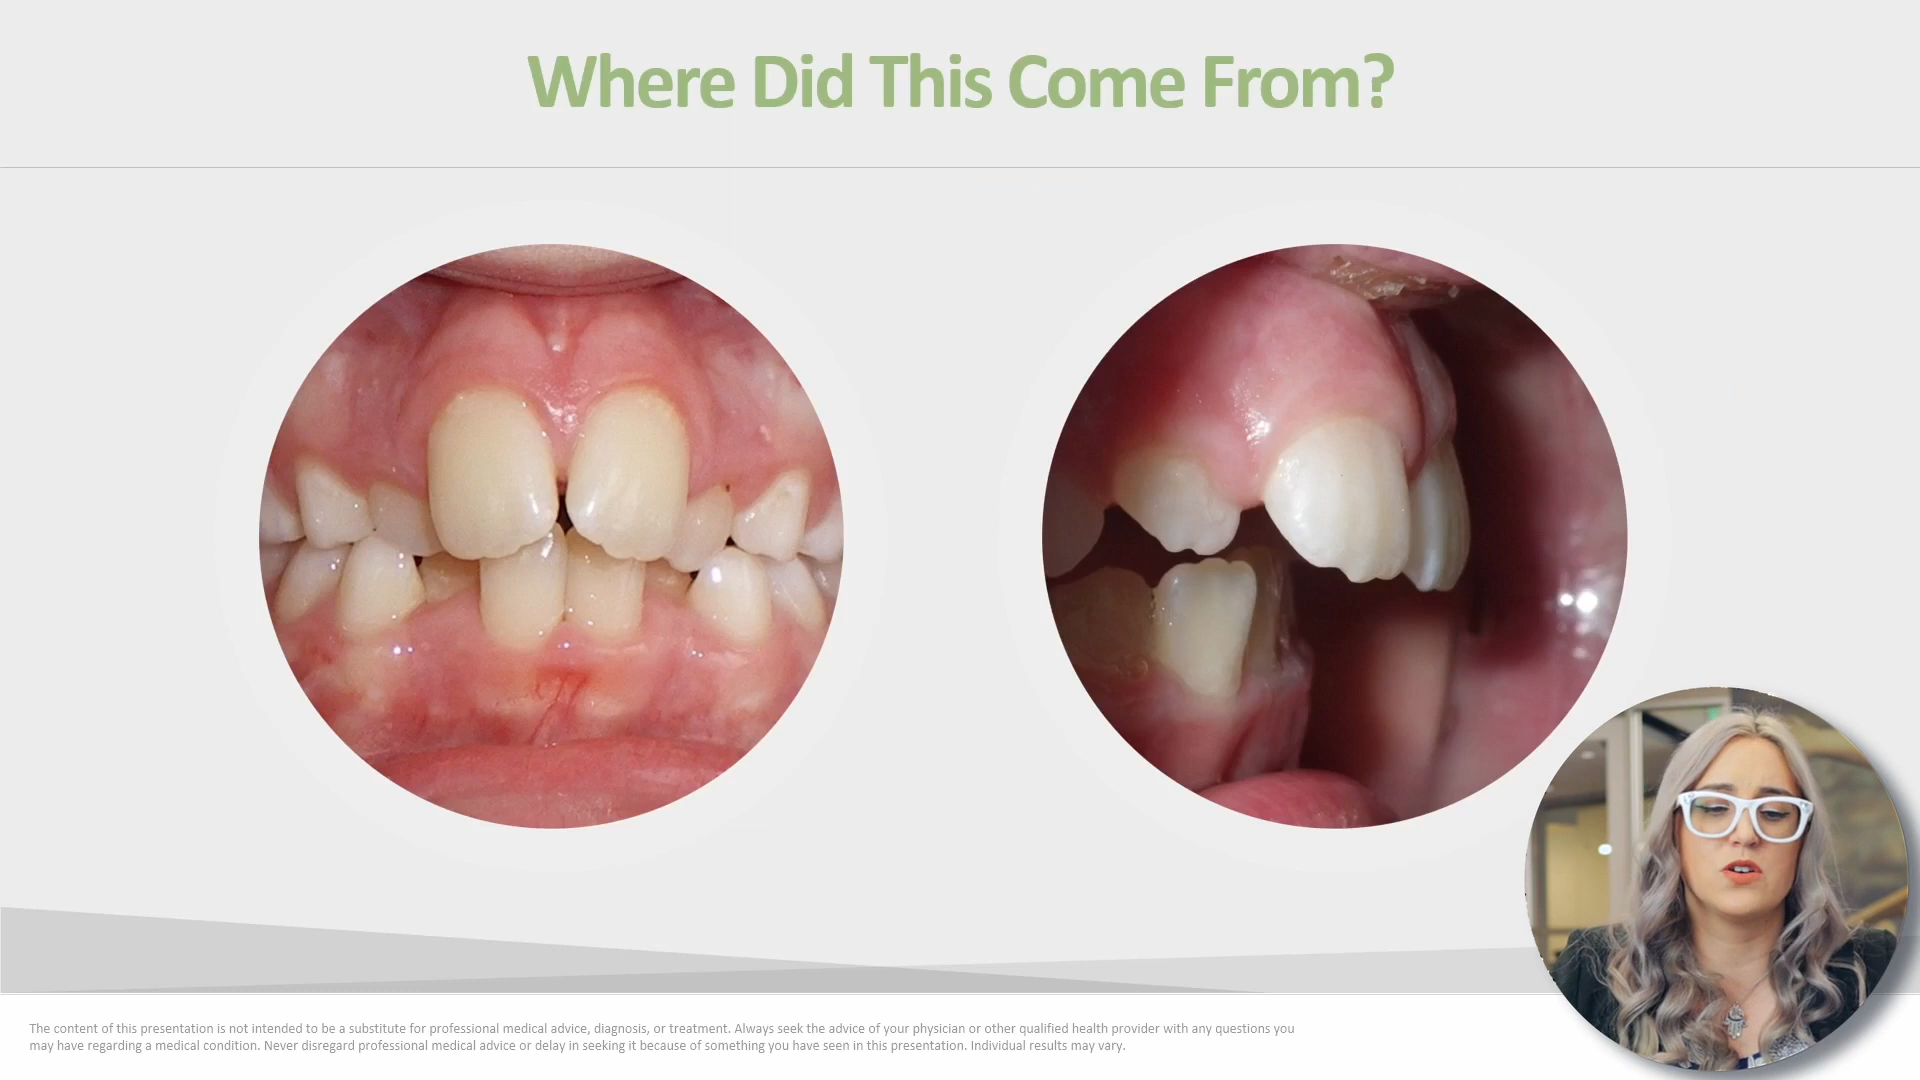 Where Did This Come From?
The content of this presentation is not intended to be a substitute for professional medical advice, diagnosis, or treatment. Always seek the advice of your physician or other qualified health provider with any questions you
may have regarding a medical condition. Never disregard professional medical advice or delay in seeking it because of something you have seen in this presentation. Individual results may vary.